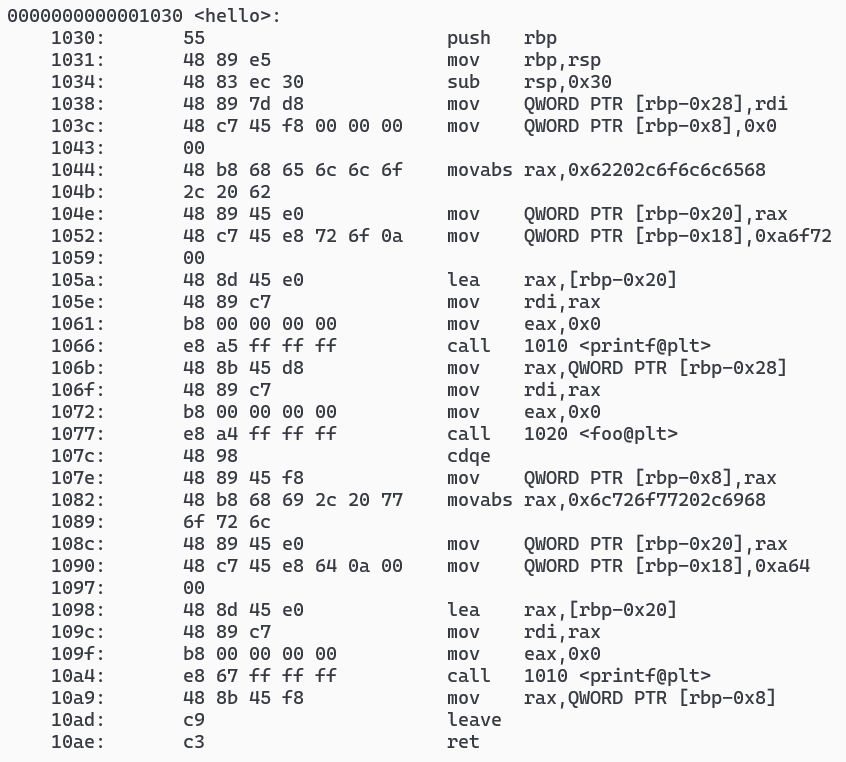 0000000000001030 <hello>:
    1030:       55                      push   rbp
    1031:       48 89 e5                mov    rbp,rsp
    1034:       48 83 ec 30             sub    rsp,0x30
    1038:       48 89 7d d8             mov    QWORD PTR [rbp-0x28],rdi
    103c:       48 c7 45 f8 00 00 00    mov    QWORD PTR [rbp-0x8],0x0
    1043:       00
    1044:       48 b8 68 65 6c 6c 6f    movabs rax,0x62202c6f6c6c6568
    104b:       2c 20 62
    104e:       48 89 45 e0             mov    QWORD PTR [rbp-0x20],rax
    1052:       48 c7 45 e8 72 6f 0a    mov    QWORD PTR [rbp-0x18],0xa6f72
    1059:       00
    105a:       48 8d 45 e0             lea    rax,[rbp-0x20]
    105e:       48 89 c7                mov    rdi,rax
    1061:       b8 00 00 00 00          mov    eax,0x0
    1066:       e8 a5 ff ff ff          call   1010 <printf@plt>
    106b:       48 8b 45 d8             mov    rax,QWORD PTR [rbp-0x28]
    106f:       48 89 c7                mov    rdi,rax
    1072:       b8 00 00 00 00          mov    eax,0x0
    1077:       e8 a4 ff ff ff          call   1020 <foo@plt>
    107c:       48 98                   cdqe
    107e:       48 89 45 f8             mov    QWORD PTR [rbp-0x8],rax
    1082:       48 b8 68 69 2c 20 77    movabs rax,0x6c726f77202c6968
    1089:       6f 72 6c
    108c:       48 89 45 e0             mov    QWORD PTR [rbp-0x20],rax
    1090:       48 c7 45 e8 64 0a 00    mov    QWORD PTR [rbp-0x18],0xa64
    1097:       00
    1098:       48 8d 45 e0             lea    rax,[rbp-0x20]
    109c:       48 89 c7                mov    rdi,rax
    109f:       b8 00 00 00 00          mov    eax,0x0
    10a4:       e8 67 ff ff ff          call   1010 <printf@plt>
    10a9:       48 8b 45 f8             mov    rax,QWORD PTR [rbp-0x8]
    10ad:       c9                      leave
    10ae:       c3                      ret